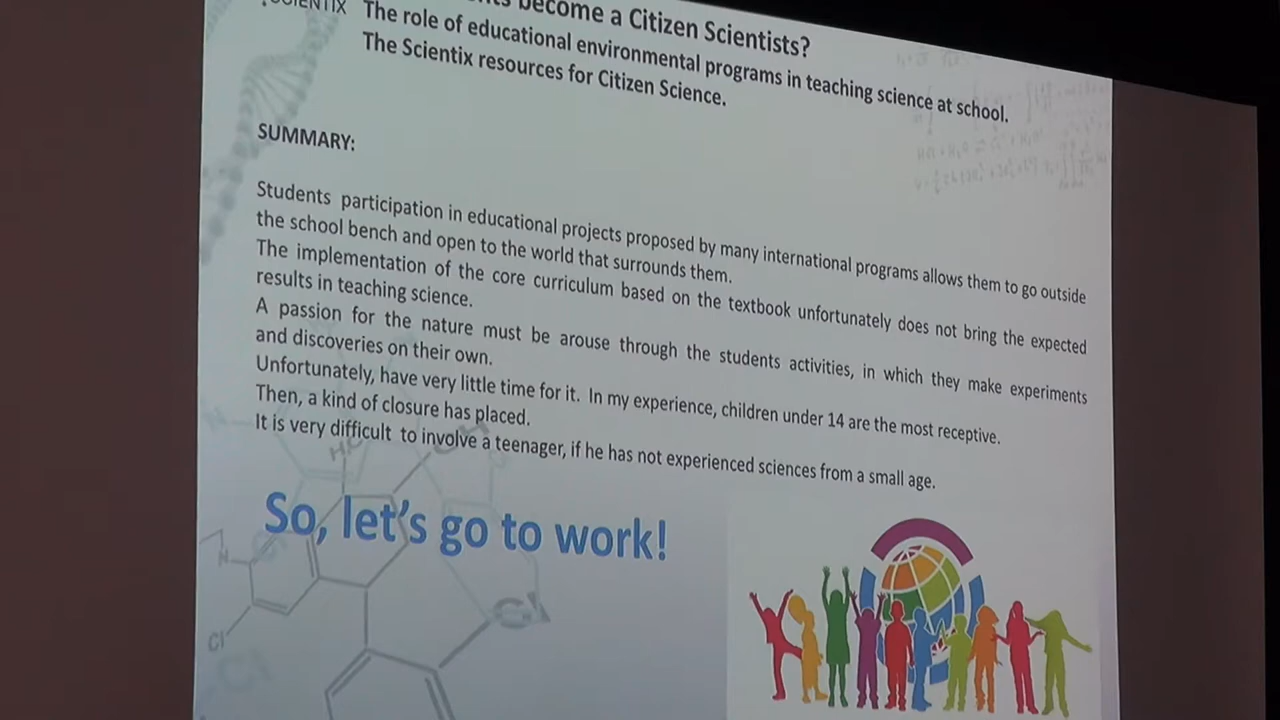 become a Citizen Scientists?
SCIENTIX
The role of educational environmental programs in teaching science at school.
The Scientix resources for Citizen Science.
SUMMARY:
Students participation in educational projects proposed by many international programs allows them to go outside
the school bench and open to the world that surrounds them.
The implementation of the core curriculum based on the textbook unfortunately does not bring the expected
results in teaching science.
A passion for the nature must be arouse through the students activities, in which they make experiments
and discoveries on their own.
Unfortunately, have very little time for it. In my experience, children under 14 are the most receptive.
Then, a kind of closure has placed.
It is very difficult to involve a teenager, if he has not experienced sciences from a small age.
So, let's go to work!
Cl